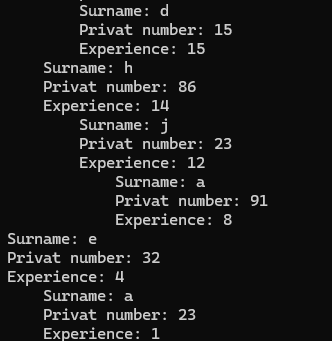 Surname: d
Privat number: 15
Experience: 15
Surname: h
Privat number: 86
Experience: 14
Surname: j
Privat number: 23
Experience: 12
Surname: a
Privat number: 91
Experience: 8
Surname: e
Privat number: 32
Experience: 4
Surname: a
Privat number: 23
Experience: 1